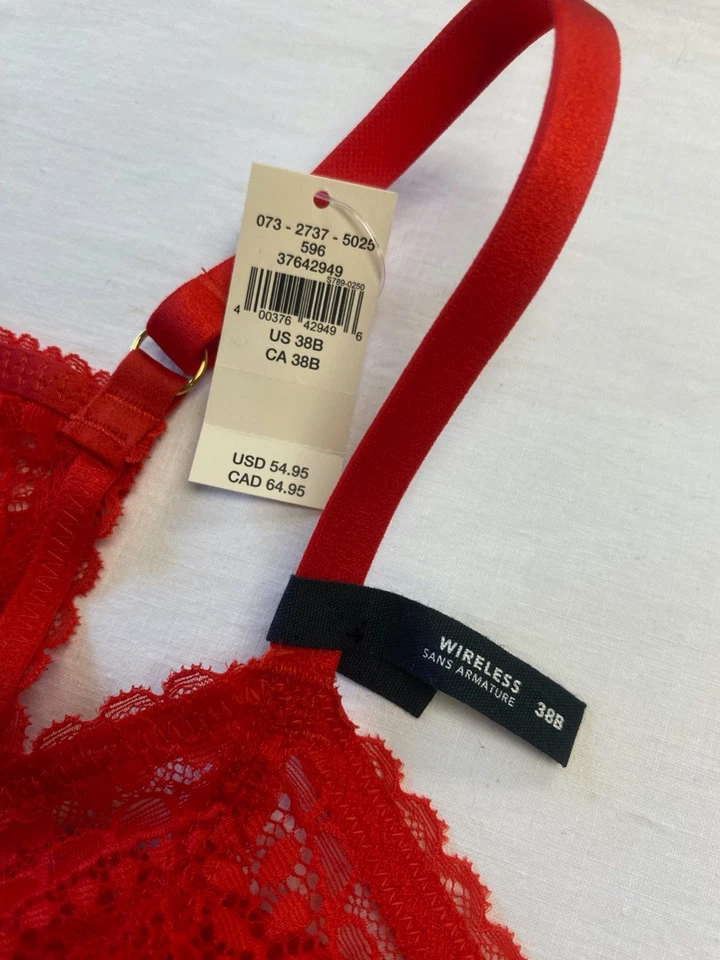 073 - 2737 - 5025
596
37642949
S789-0250
4 00376 42949 6
US 38B
CA 38B
USD 54.95
CAD 64.95
WIRELESS
SANS ARMATURE
38B